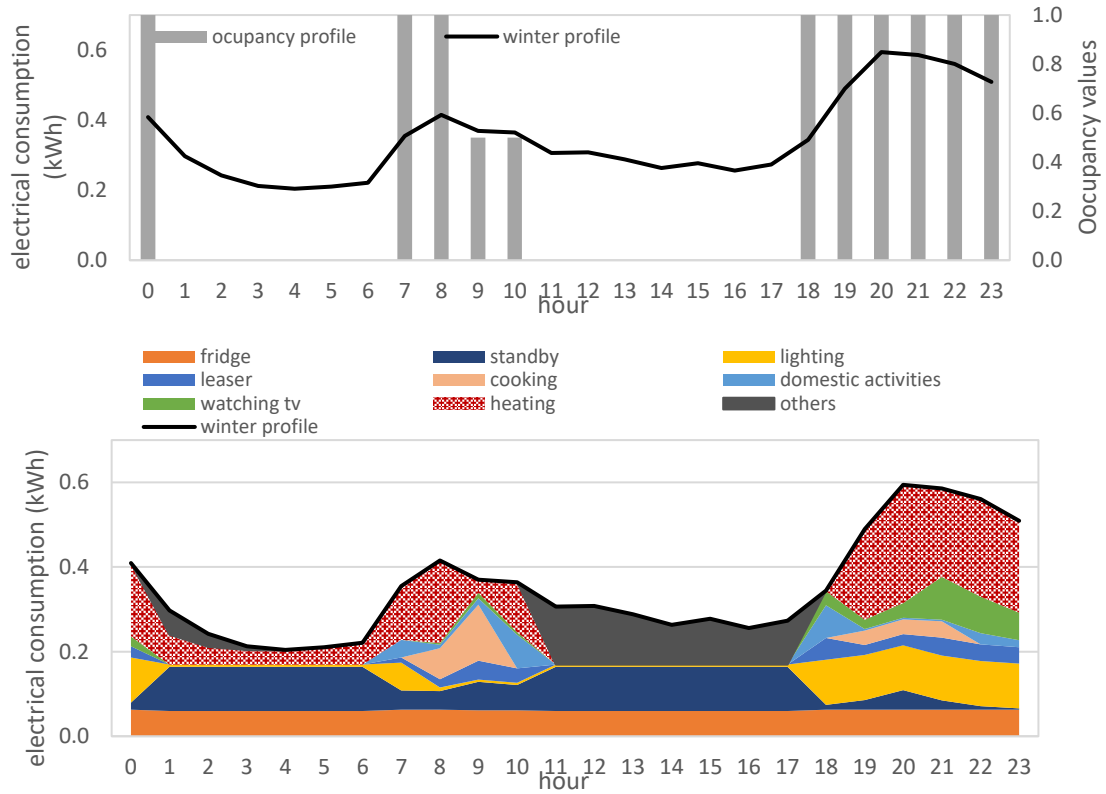 ocupancy profile winter profile
electrical consumption
(kWh)
0.6
0.4
0.2
0.0
1.0
0.8
0.6
0.4
0.2
0.0
Oocupancy values
0 1 2 3 4 5 6 7 8 9 10 11 12 13 14 15 16 17 18 19 20 21 22 23
hour
fridge standby lighting
leaser cooking domestic activities
watching tv heating others
winter profile
electrical consumption (kWh)
0.6
0.4
0.2
0.0
0 1 2 3 4 5 6 7 8 9 10 11 12 13 14 15 16 17 18 19 20 21 22 23
hour